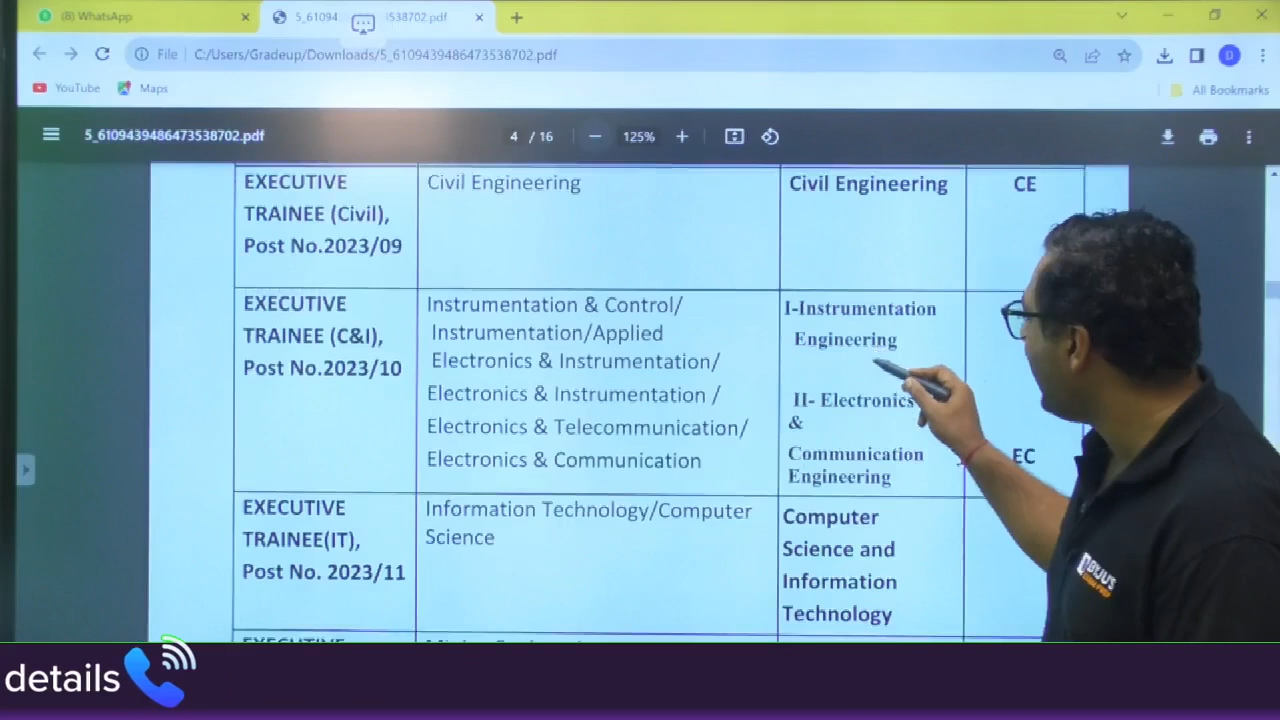 (8) WhatsApp
5_61094
538702.pdf
File
C:/Users/Gradeup/Downloads/5_6109439486473538702.pdf
D
YouTube
Maps
All Bookmarks
5_6109439486473538702.pdf
4 / 16
125%
EXECUTIVE
TRAINEE (Civil),
Post No.2023/09
Civil Engineering
Civil Engineering
CE
EXECUTIVE
TRAINEE (C&I),
Post No.2023/10
Instrumentation & Control/
Instrumentation/Applied
Electronics & Instrumentation/
Electronics & Instrumentation /
Electronics & Telecommunication/
Electronics & Communication
I-Instrumentation
Engineering
II- Electronics
&
Communication
Engineering
EC
EXECUTIVE
TRAINEE(IT),
Post No. 2023/11
Information Technology/Computer
Science
Computer
Science and
Information
Technology
BYJU'S
EXAM PREP
details